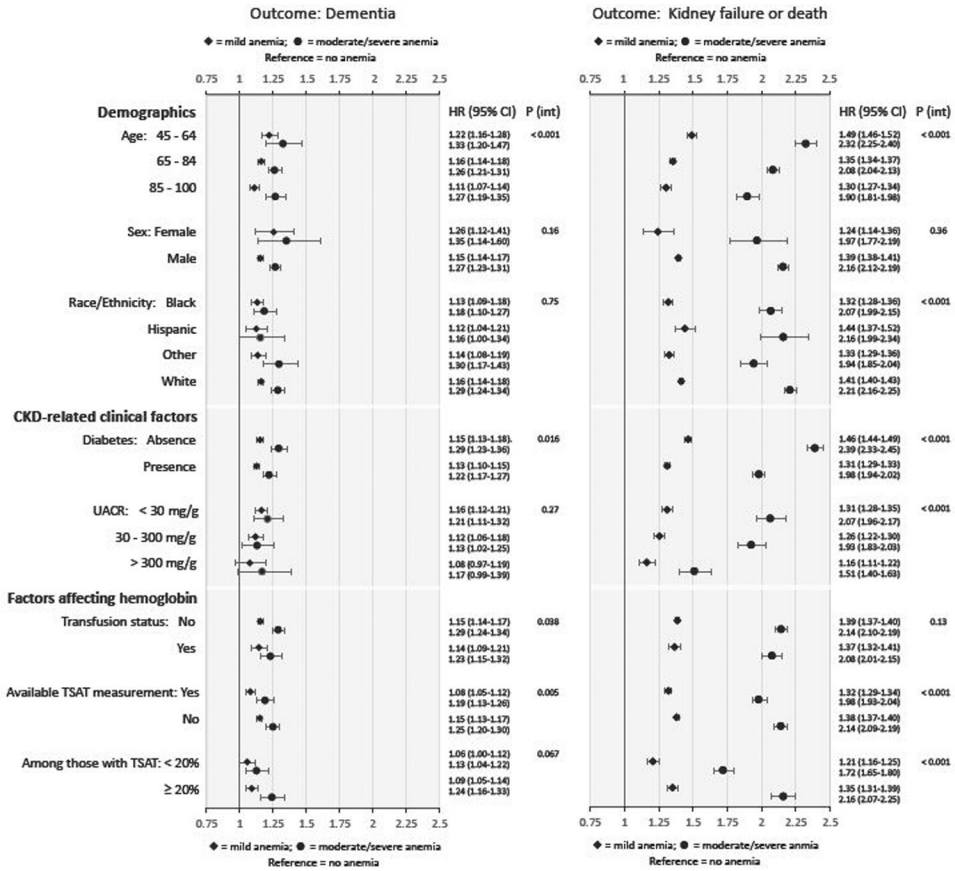 Outcome: Dementia Outcome: Kidney failure or death
◆ = mild anemia; ● = moderate/severe anemia ◆ = mild anemia; ● = moderate/severe anemia
Reference = no anemia Reference = no anemia
0.75 1 1.25 1.5 1.75 2 2.25 2.5 0.75 1 1.25 1.5 1.75 2 2.25 2.5
HR (95% CI) P (int) HR (95% CI) P (int)
Demographics
Age: 45 - 64 1.22 (1.16-1.28) < 0.001 1.49 (1.46-1.52) < 0.001
1.33 (1.20-1.47) 2.32 (2.25-2.40)
65 - 84 1.16 (1.14-1.18) 1.35 (1.34-1.37)
1.26 (1.21-1.31) 2.08 (2.04-2.13)
85 - 100 1.11 (1.07-1.14) 1.30 (1.27-1.34)
1.27 (1.19-1.35) 1.90 (1.81-1.98)
Sex: Female 1.26 (1.12-1.41) 0.16 1.24 (1.14-1.36) 0.36
1.35 (1.14-1.60) 1.97 (1.77-2.19)
Male 1.15 (1.14-1.17) 1.39 (1.38-1.41)
1.27 (1.23-1.31) 2.16 (2.12-2.19)
Race/Ethnicity: Black 1.13 (1.09-1.18) 0.75 1.32 (1.28-1.36) < 0.001
1.18 (1.10-1.27) 2.07 (1.99-2.15)
Hispanic 1.12 (1.04-1.21) 1.44 (1.37-1.52)
1.16 (1.00-1.34) 2.16 (1.99-2.34)
Other 1.14 (1.08-1.19) 1.33 (1.29-1.36)
1.30 (1.17-1.43) 1.94 (1.85-2.04)
White 1.16 (1.14-1.18) 1.41 (1.40-1.43)
1.29 (1.24-1.34) 2.21 (2.16-2.25)
CKD-related clinical factors
Diabetes: Absence 1.15 (1.13-1.18). 0.016 1.46 (1.44-1.49) < 0.001
1.29 (1.23-1.36) 2.39 (2.33-2.45)
Presence 1.13 (1.10-1.15) 1.31 (1.29-1.33)
1.22 (1.17-1.27) 1.98 (1.94-2.02)
UACR: < 30 mg/g 1.16 (1.12-1.21) 0.27 1.31 (1.28-1.35) < 0.001
1.21 (1.11-1.32) 2.07 (1.96-2.17)
30 - 300 mg/g 1.12 (1.06-1.18) 1.26 (1.22-1.30)
1.13 (1.02-1.25) 1.93 (1.83-2.03)
> 300 mg/g 1.08 (0.97-1.19) 1.16 (1.11-1.22)
1.17 (0.99-1.39) 1.51 (1.40-1.63)
Factors affecting hemoglobin
Transfusion status: No 1.15 (1.14-1.17) 0.038 1.39 (1.37-1.40) 0.13
1.29 (1.24-1.34) 2.14 (2.10-2.19)
Yes 1.14 (1.09-1.21) 1.37 (1.32-1.41)
1.23 (1.15-1.32) 2.08 (2.01-2.15)
Available TSAT measurement: Yes 1.08 (1.05-1.12) 0.005 1.32 (1.29-1.34) < 0.001
1.19 (1.13-1.26) 1.98 (1.93-2.04)
No 1.15 (1.13-1.17) 1.38 (1.37-1.40)
1.25 (1.20-1.30) 2.14 (2.09-2.19)
Among those with TSAT: < 20% 1.06 (1.00-1.12) 0.067 1.21 (1.16-1.25) < 0.001
1.13 (1.04-1.22) 1.72 (1.65-1.80)
≥ 20% 1.09 (1.05-1.14) 1.35 (1.31-1.39)
1.24 (1.16-1.33) 2.16 (2.07-2.25)
0.75 1 1.25 1.5 1.75 2 2.25 2.5 0.75 1 1.25 1.5 1.75 2 2.25 2.5
◆ = mild anemia; ● = moderate/severe anemia ◆ = mild anemia; ● = moderate/severe anmia
Reference = no anemia Reference = no anemia